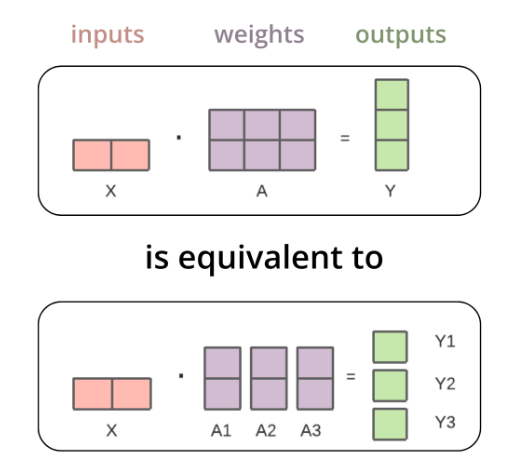 inputs weights outputs
· =
X A Y
is equivalent to
Y1
· = Y2
Y3
X A1 A2 A3